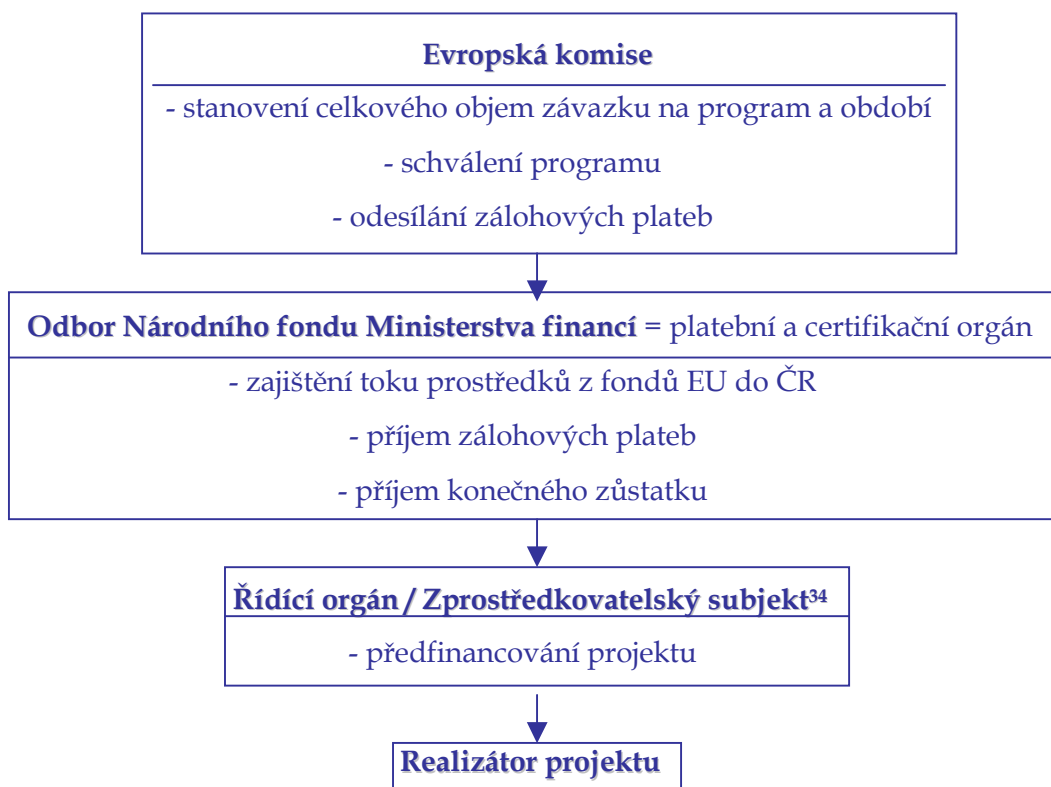 Evropská komise
- stanovení celkového objem závazku na program a období
- schválení programu
- odesílání zálohových plateb
Odbor Národního fondu Ministerstva financí = platební a certifikační orgán
- zajištění toku prostředků z fondů EU do ČR
- příjem zálohových plateb
- příjem konečného zůstatku
Řídící orgán / Zprostředkovatelský subjekt³⁴
- předfinancování projektu
Realizátor projektu